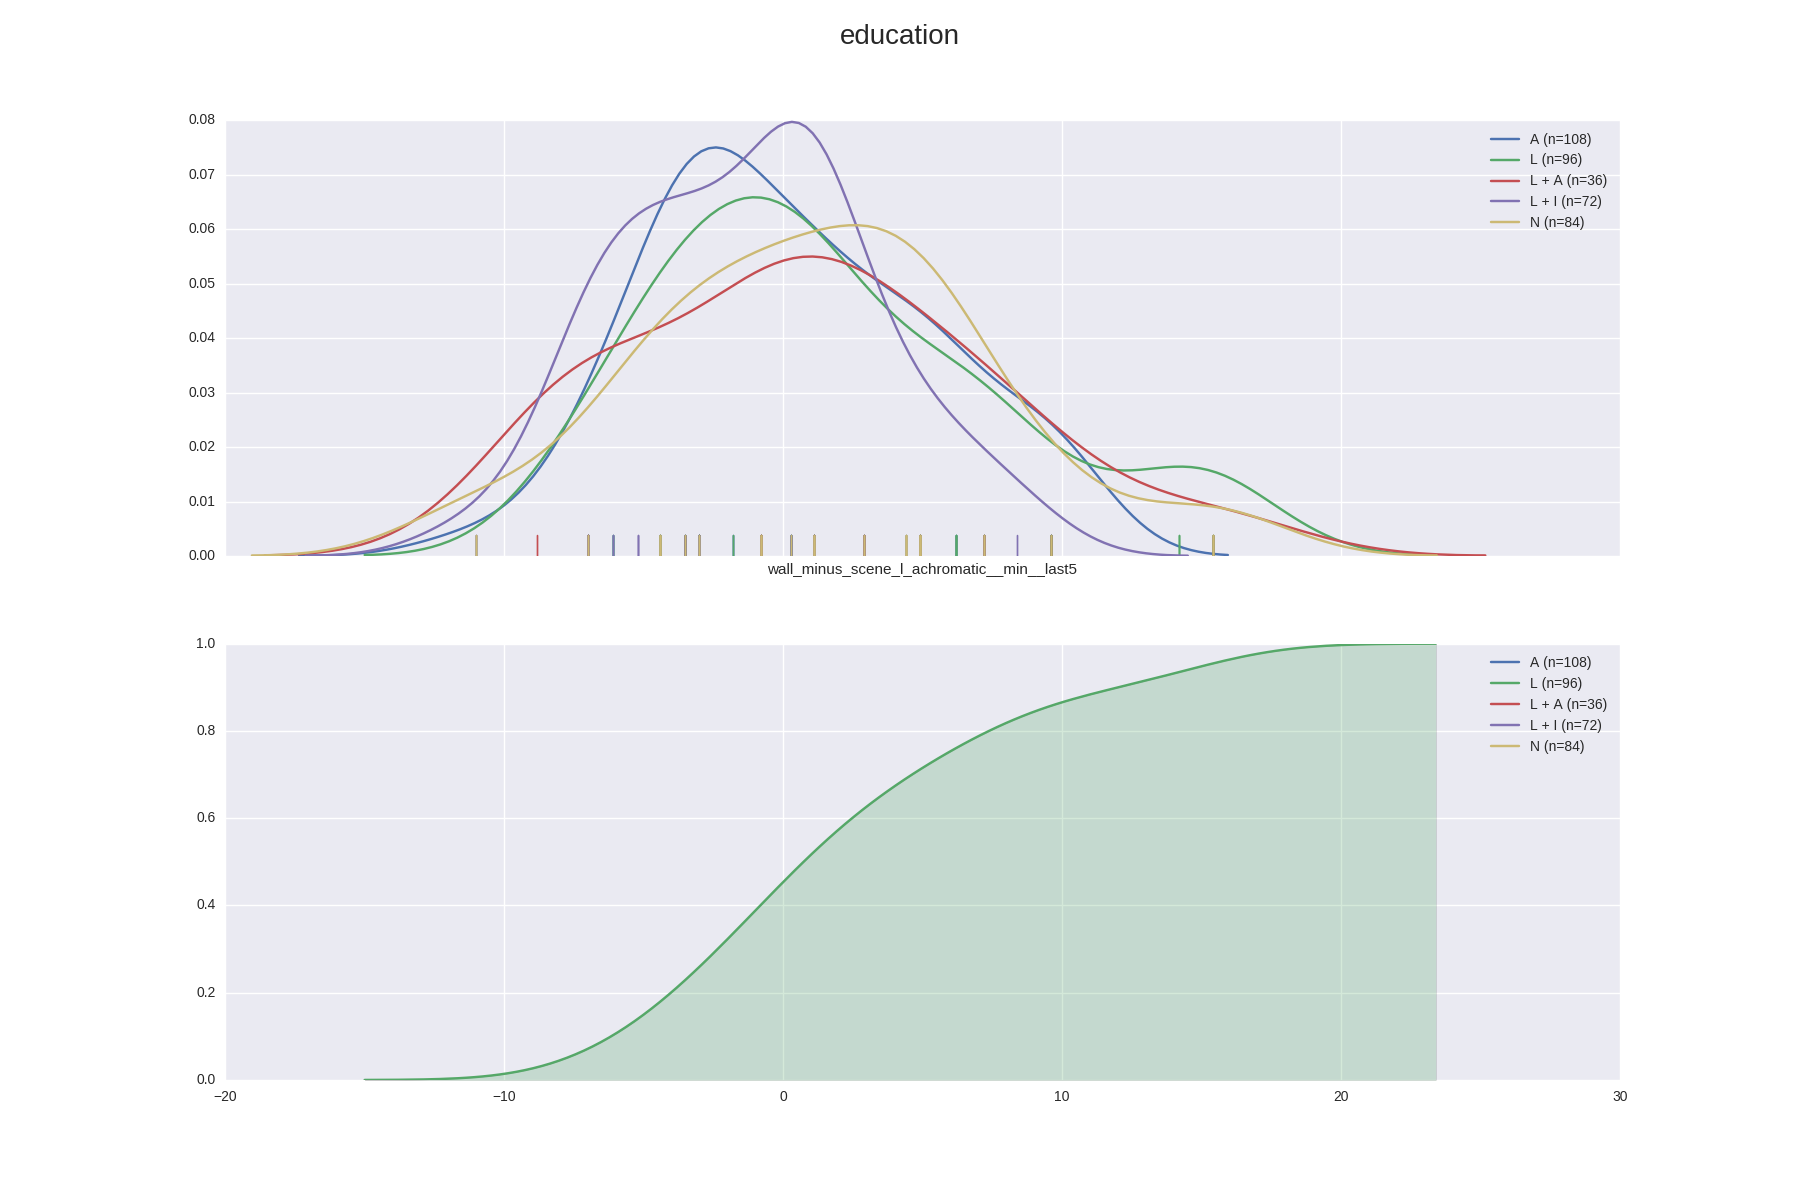 education
0.08
0.07
0.06
0.05
0.04
0.03
0.02
0.01
0.00
A (n=108)
L (n=96)
L + A (n=36)
L + I (n=72)
N (n=84)
wall_minus_scene_l_achromatic__min__last5
1.0
0.8
0.6
0.4
0.2
0.0
A (n=108)
L (n=96)
L + A (n=36)
L + I (n=72)
N (n=84)
−20
−10
0
10
20
30